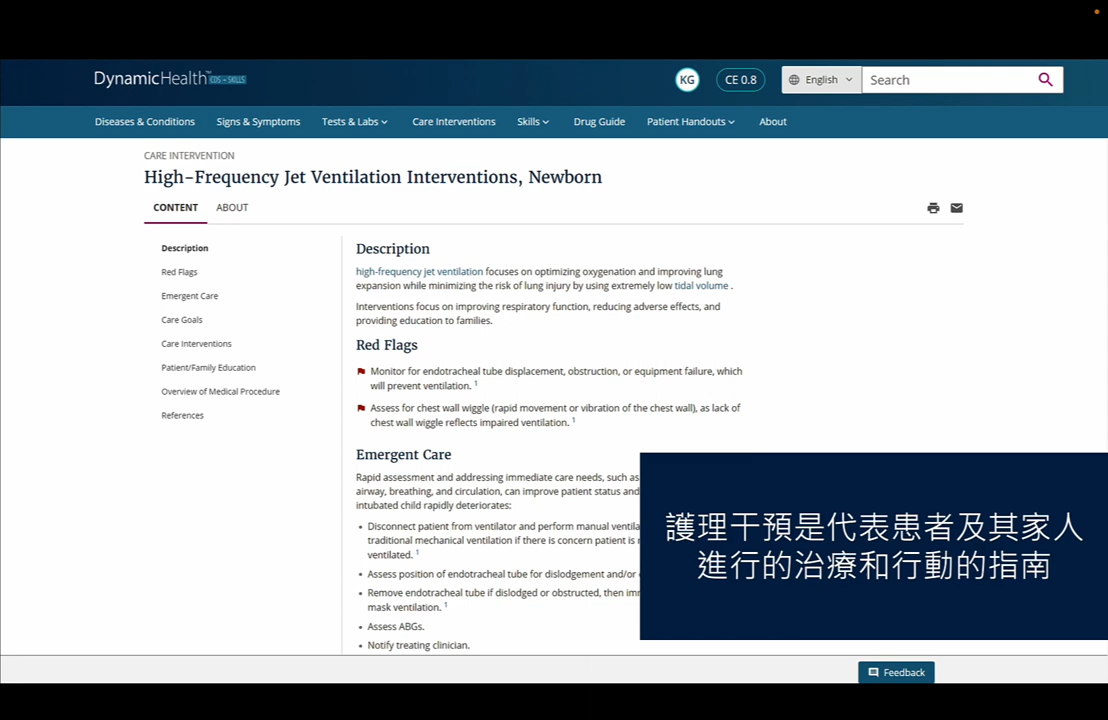 DynamicHealth™ CDS + SKILLS
KG
CE 0.8
English
Search
Diseases & Conditions
Signs & Symptoms
Tests & Labs
Care Interventions
Skills
Drug Guide
Patient Handouts
About
CARE INTERVENTION
High-Frequency Jet Ventilation Interventions, Newborn
CONTENT
ABOUT
Description
Red Flags
Emergent Care
Care Goals
Care Interventions
Patient/Family Education
Overview of Medical Procedure
References
Description
high-frequency jet ventilation focuses on optimizing oxygenation and improving lung
expansion while minimizing the risk of lung injury by using extremely low tidal volume .
Interventions focus on improving respiratory function, reducing adverse effects, and
providing education to families.
Red Flags
Monitor for endotracheal tube displacement, obstruction, or equipment failure, which
will prevent ventilation. 1
Assess for chest wall wiggle (rapid movement or vibration of the chest wall), as lack of
chest wall wiggle reflects impaired ventilation. 1
Emergent Care
Rapid assessment and addressing immediate care needs, such as
airway, breathing, and circulation, can improve patient status and
intubated child rapidly deteriorates:
• Disconnect patient from ventilator and perform manual ventila
traditional mechanical ventilation if there is concern patient is
ventilated. 1
• Assess position of endotracheal tube for dislodgement and/or
• Remove endotracheal tube if dislodged or obstructed, then im
mask ventilation. 1
• Assess ABGs.
• Notify treating clinician.
護理干預是代表患者及其家人
進行的治療和行動的指南
Feedback